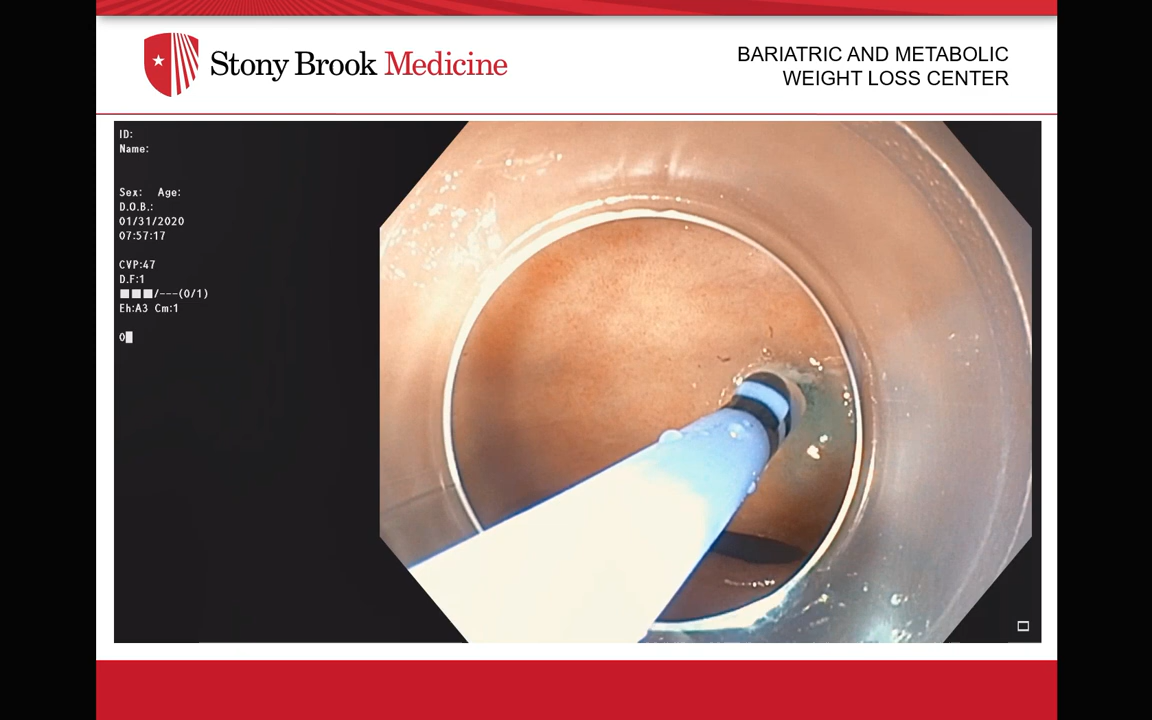 Stony Brook Medicine
BARIATRIC AND METABOLIC
WEIGHT LOSS CENTER
ID:
Name:
Sex: Age:
D.O.B.:
01/31/2020
07:57:17
CVP:47
D.F:1
■■■/---(0/1)
Eh:A3 Cm:1
0